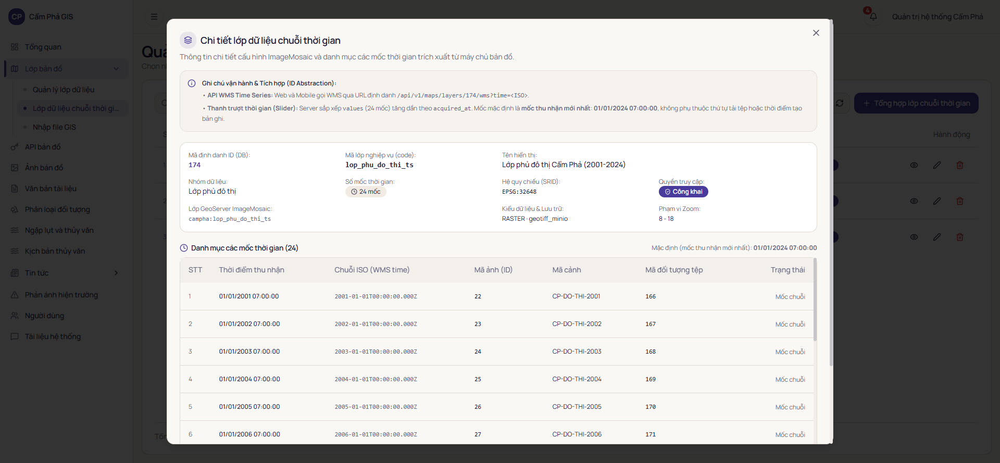 CP Cẩm Phả GIS
4
Quản trị hệ thống Cẩm Phả
Tổng quan
Lớp bản đồ
Quản lý lớp dữ liệu
Lớp dữ liệu chuỗi thời gi...
Nhập file GIS
API bản đồ
Ảnh bản đồ
Văn bản tài liệu
Phân loại đối tượng
Ngập lụt và thủy văn
Kịch bản thủy văn
Tin tức
Phản ánh hiện trường
Người dùng
Tài liệu hệ thống
Chọn
Tổng hợp lớp chuỗi thời gian
Hành động
1
2
3
Chi tiết lớp dữ liệu chuỗi thời gian
Thông tin chi tiết cấu hình ImageMosaic và danh mục các mốc thời gian trích xuất từ máy chủ bản đồ.
Ghi chú vận hành & Tích hợp (ID Abstraction):
• API WMS Time Series: Web và Mobile gọi WMS qua URL định danh /api/v1/maps/layers/174/wms?time=<ISO>.
• Thanh trượt thời gian (Slider): Server sắp xếp values (24 mốc) tăng dần theo acquired_at. Mốc mặc định là mốc thu nhận mới nhất: 01/01/2024 07:00:00, không phụ thuộc thứ tự tải tệp hoặc thời điểm tạo
bản ghi.
Mã định danh ID (DB): Mã lớp nghiệp vụ (code): Tên hiển thị:
174 lop_phu_do_thi_ts Lớp phủ đô thị Cẩm Phả (2001-2024)
Nhóm dữ liệu: Số mốc thời gian: Hệ quy chiếu (SRID): Quyền truy cập:
Lớp phủ đô thị 24 mốc EPSG:32648 Công khai
Lớp GeoServer ImageMosaic: Kiểu dữ liệu & Lưu trữ: Phạm vi Zoom:
campha:lop_phu_do_thi_ts RASTER · geotiff_minio 8 - 18
Danh mục các mốc thời gian (24) Mặc định (mốc thu nhận mới nhất): 01/01/2024 07:00:00
STT Thời điểm thu nhận Chuỗi ISO (WMS time) Mã ảnh (ID) Mã cảnh Mã đối tượng tệp Trạng thái
1 01/01/2001 07:00:00 2001-01-01T00:00:00.000Z 22 CP-DO-THI-2001 166 Mốc chuỗi
2 01/01/2002 07:00:00 2002-01-01T00:00:00.000Z 23 CP-DO-THI-2002 167 Mốc chuỗi
3 01/01/2003 07:00:00 2003-01-01T00:00:00.000Z 24 CP-DO-THI-2003 168 Mốc chuỗi
4 01/01/2004 07:00:00 2004-01-01T00:00:00.000Z 25 CP-DO-THI-2004 169 Mốc chuỗi
5 01/01/2005 07:00:00 2005-01-01T00:00:00.000Z 26 CP-DO-THI-2005 170 Mốc chuỗi
6 01/01/2006 07:00:00 2006-01-01T00:00:00.000Z 27 CP-DO-THI-2006 171 Mốc chuỗi